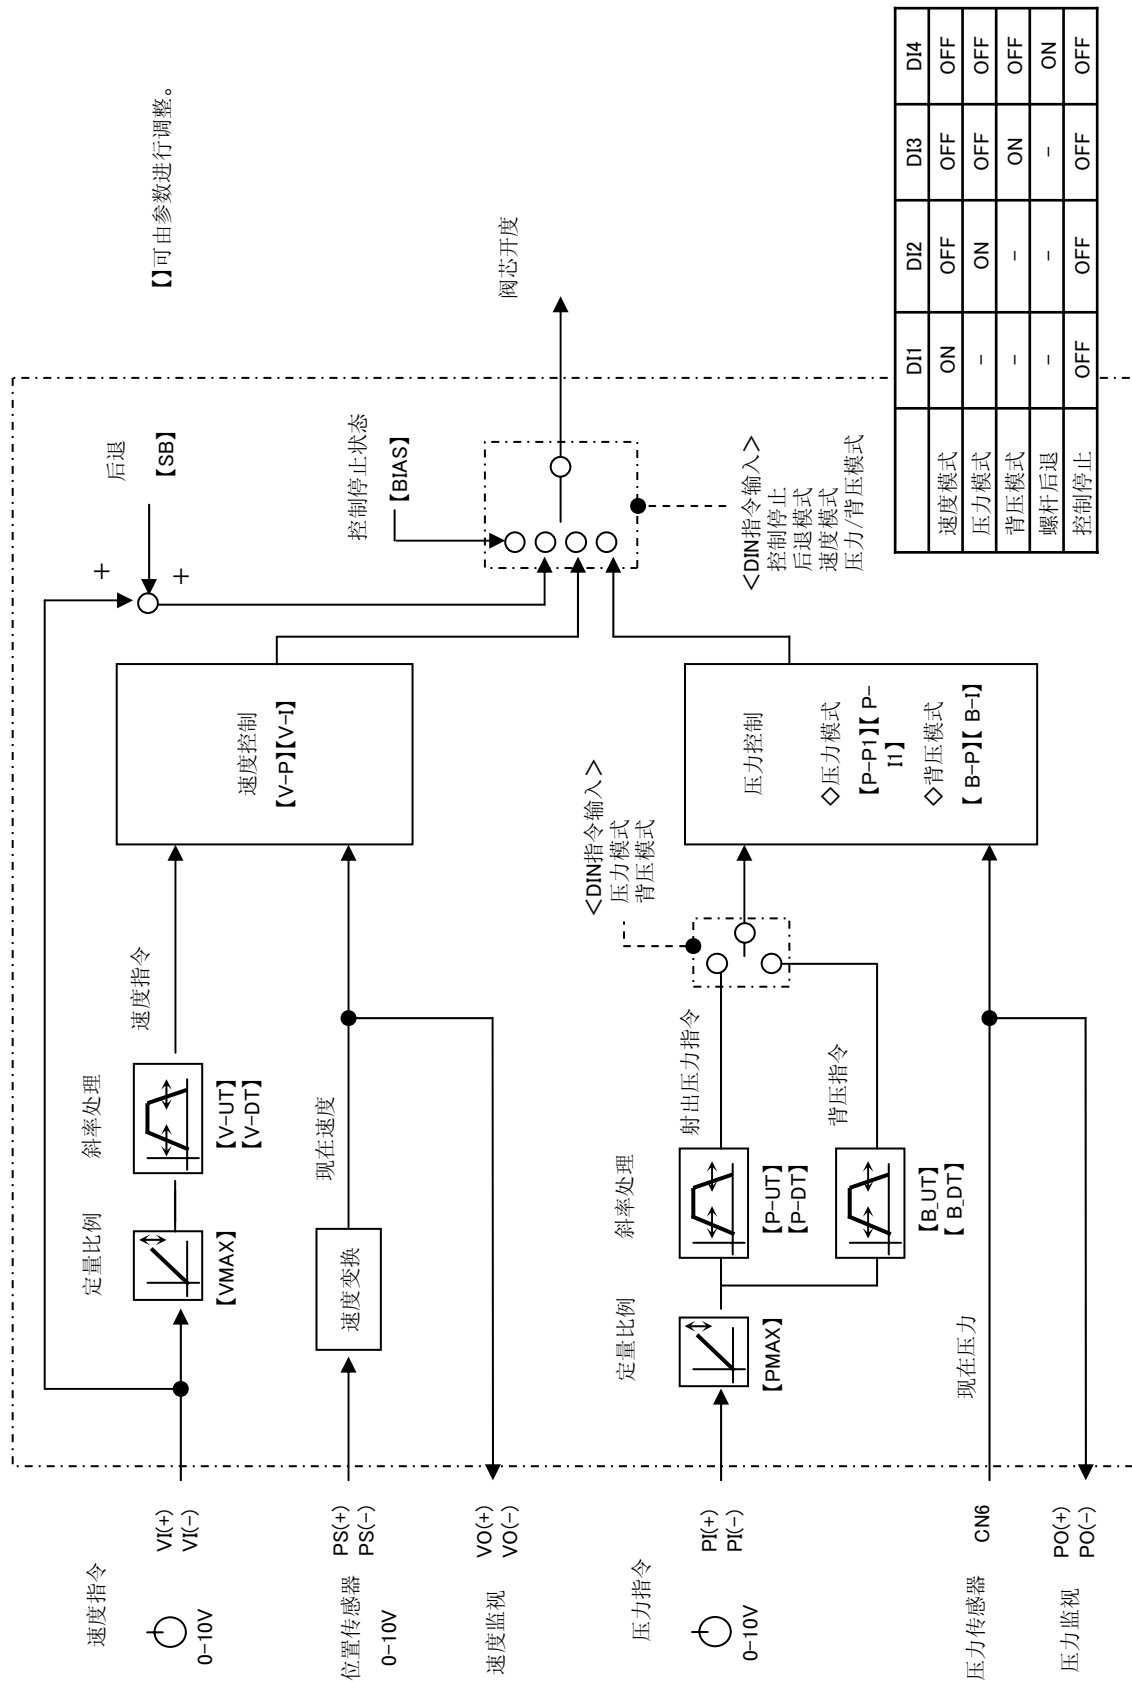 速度指令
0-10V
VI(+)
VI(-)
定量比例
【VMAX】
斜率处理
【V-UT】
【V-DT】
速度指令
速度控制
【V-P】【V-I】
+
+
后退
【SB】
【】可由参数进行调整。
位置传感器
0-10V
PS(+)
PS(-)
速度变换
现在速度
控制停止状态
【BIAS】
阀芯开度
速度监视
VO(+)
VO(-)
<DIN指令输入>
压力模式
背压模式
<DIN指令输入>
控制停止
后退模式
速度模式
压力/背压模式
压力指令
0-10V
PI(+)
PI(-)
定量比例
【PMAX】
斜率处理
【P-UT】
【P-DT】
射出压力指令
【B_UT】
【 B_DT】
背压指令
压力控制
◇压力模式
【P-P1】【 P-
I1】
◇背压模式
【 B-P】【 B-I】
压力传感器
CN6
现在压力
压力监视
PO(+)
PO(-)
DI1 DI2 DI3 DI4
速度模式 ON OFF OFF OFF
压力模式 - ON OFF OFF
背压模式 - - ON OFF
螺杆后退 - - - ON
控制停止 OFF OFF OFF OFF